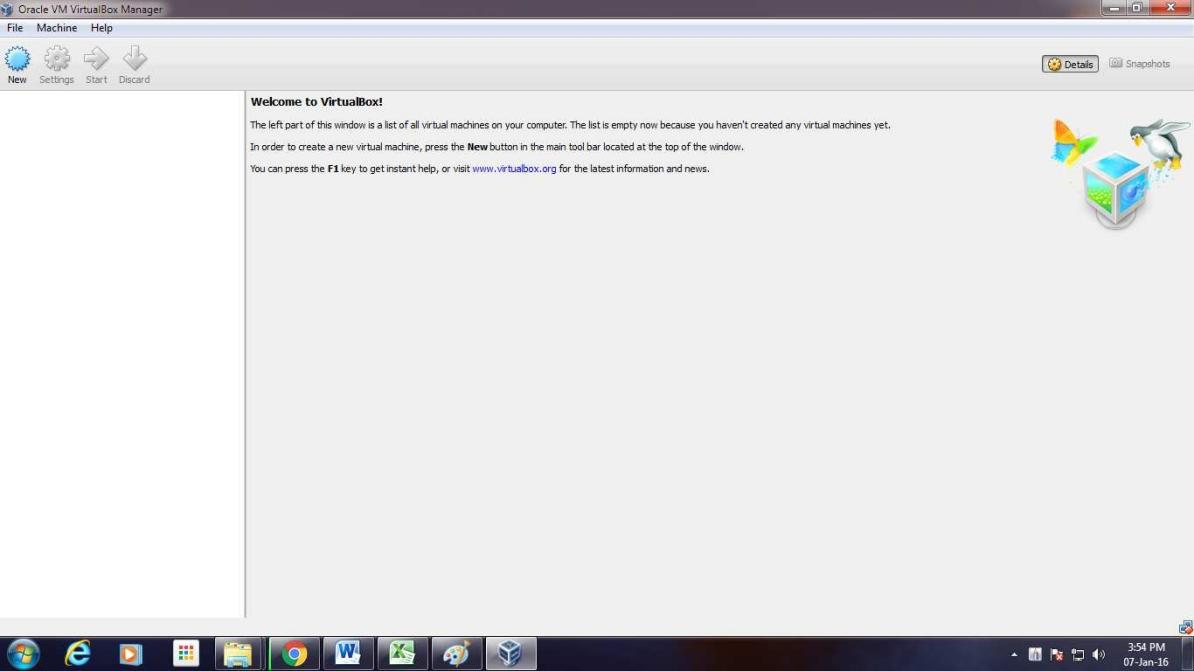 Oracle VM VirtualBox Manager
File Machine Help
New Settings Start Discard
Details Snapshots
Welcome to VirtualBox!
The left part of this window is a list of all virtual machines on your computer. The list is empty now because you haven't created any virtual machines yet.
In order to create a new virtual machine, press the New button in the main tool bar located at the top of the window.
You can press the F1 key to get instant help, or visit www.virtualbox.org for the latest information and news.
3:54 PM
07-Jan-16